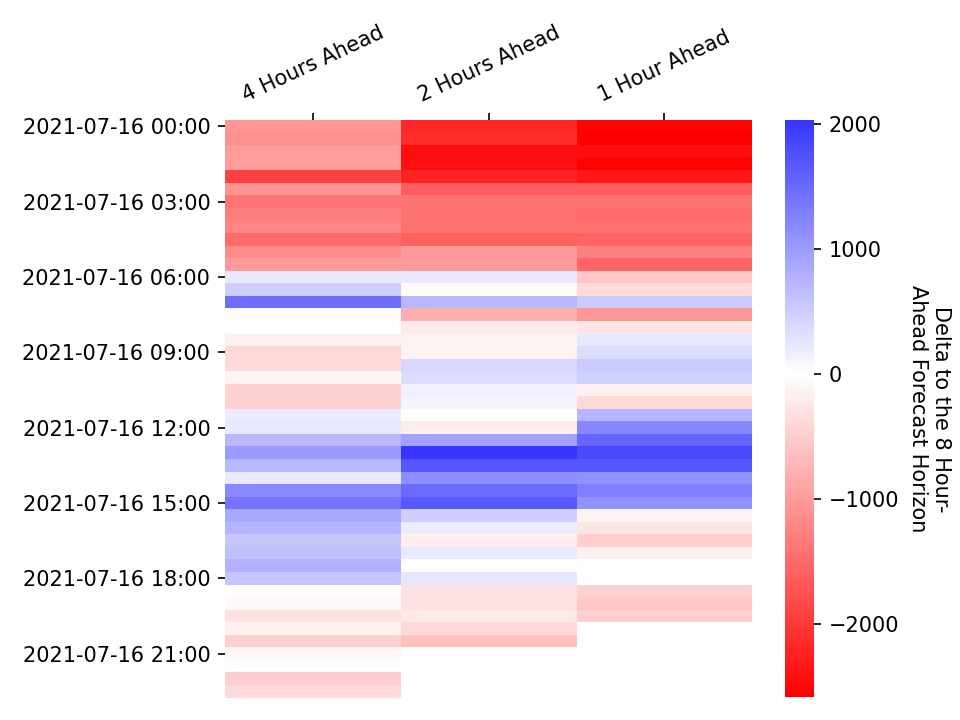 4 Hours Ahead
2 Hours Ahead
1 Hour Ahead
2021-07-16 00:00
2021-07-16 03:00
2021-07-16 06:00
2021-07-16 09:00
2021-07-16 12:00
2021-07-16 15:00
2021-07-16 18:00
2021-07-16 21:00
2000
1000
0
−1000
−2000
Delta to the 8 Hour-
Ahead Forecast Horizon